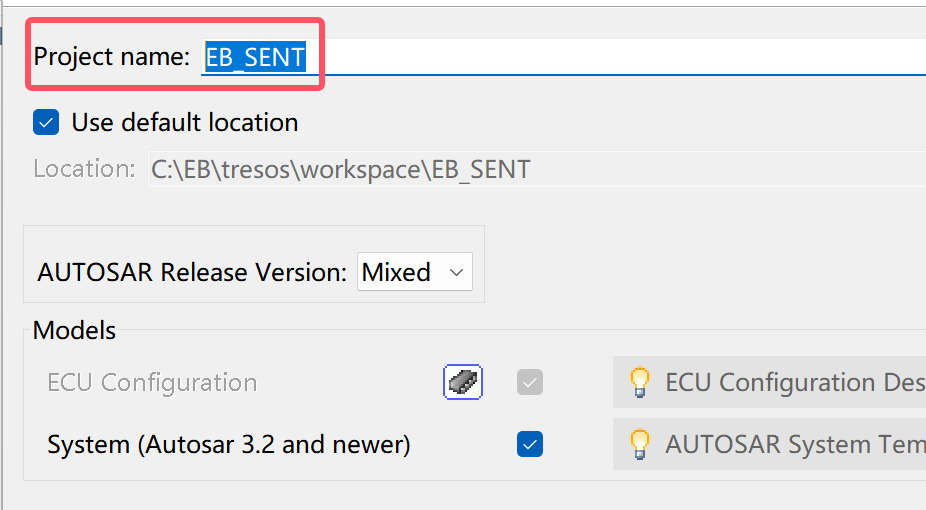 Project name: EB_SENT
Use default location
Location: C:\EB\tresos\workspace\EB_SENT
AUTOSAR Release Version: Mixed
Models
ECU Configuration ECU Configuration Des
System (Autosar 3.2 and newer) AUTOSAR System Tem